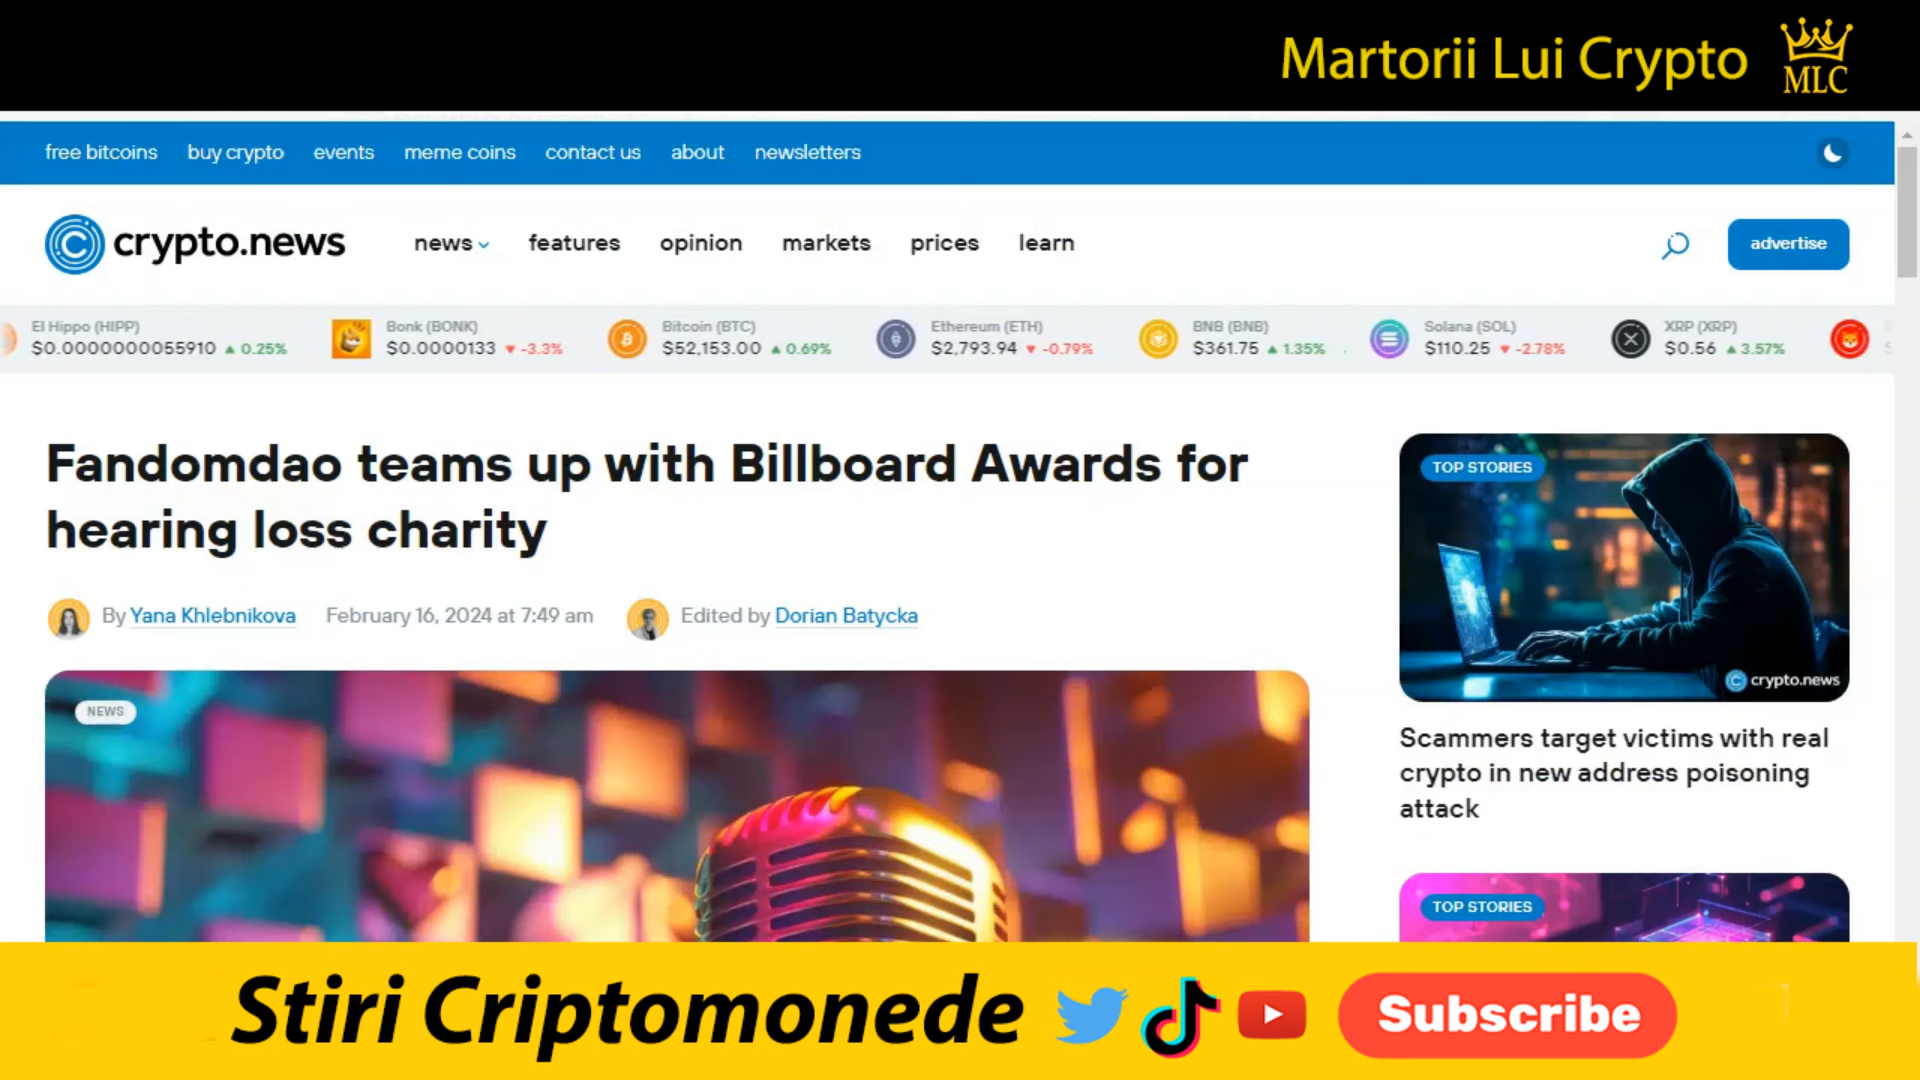 Martorii Lui Crypto
MLC
free bitcoins buy crypto events meme coins contact us about newsletters
crypto.news news features opinion markets prices learn advertise
El Hippo (HIPP) Bonk (BONK) Bitcoin (BTC) Ethereum (ETH) BNB (BNB) Solana (SOL) XRP (XRP)
$0.0000000055910 ▲ 0.25% $0.0000133 ▼ -3.3% $52,153.00 ▲ 0.69% $2,793.94 ▼ -0.79% $361.75 ▲ 1.35% $110.25 ▼ -2.78% $0.56 ▲ 3.57%
Fandomdao teams up with Billboard Awards for
hearing loss charity
By Yana Khlebnikova February 16, 2024 at 7:49 am Edited by Dorian Batycka
NEWS
TOP STORIES
crypto.news
Scammers target victims with real
crypto in new address poisoning
attack
TOP STORIES
Stiri Criptomonede Subscribe